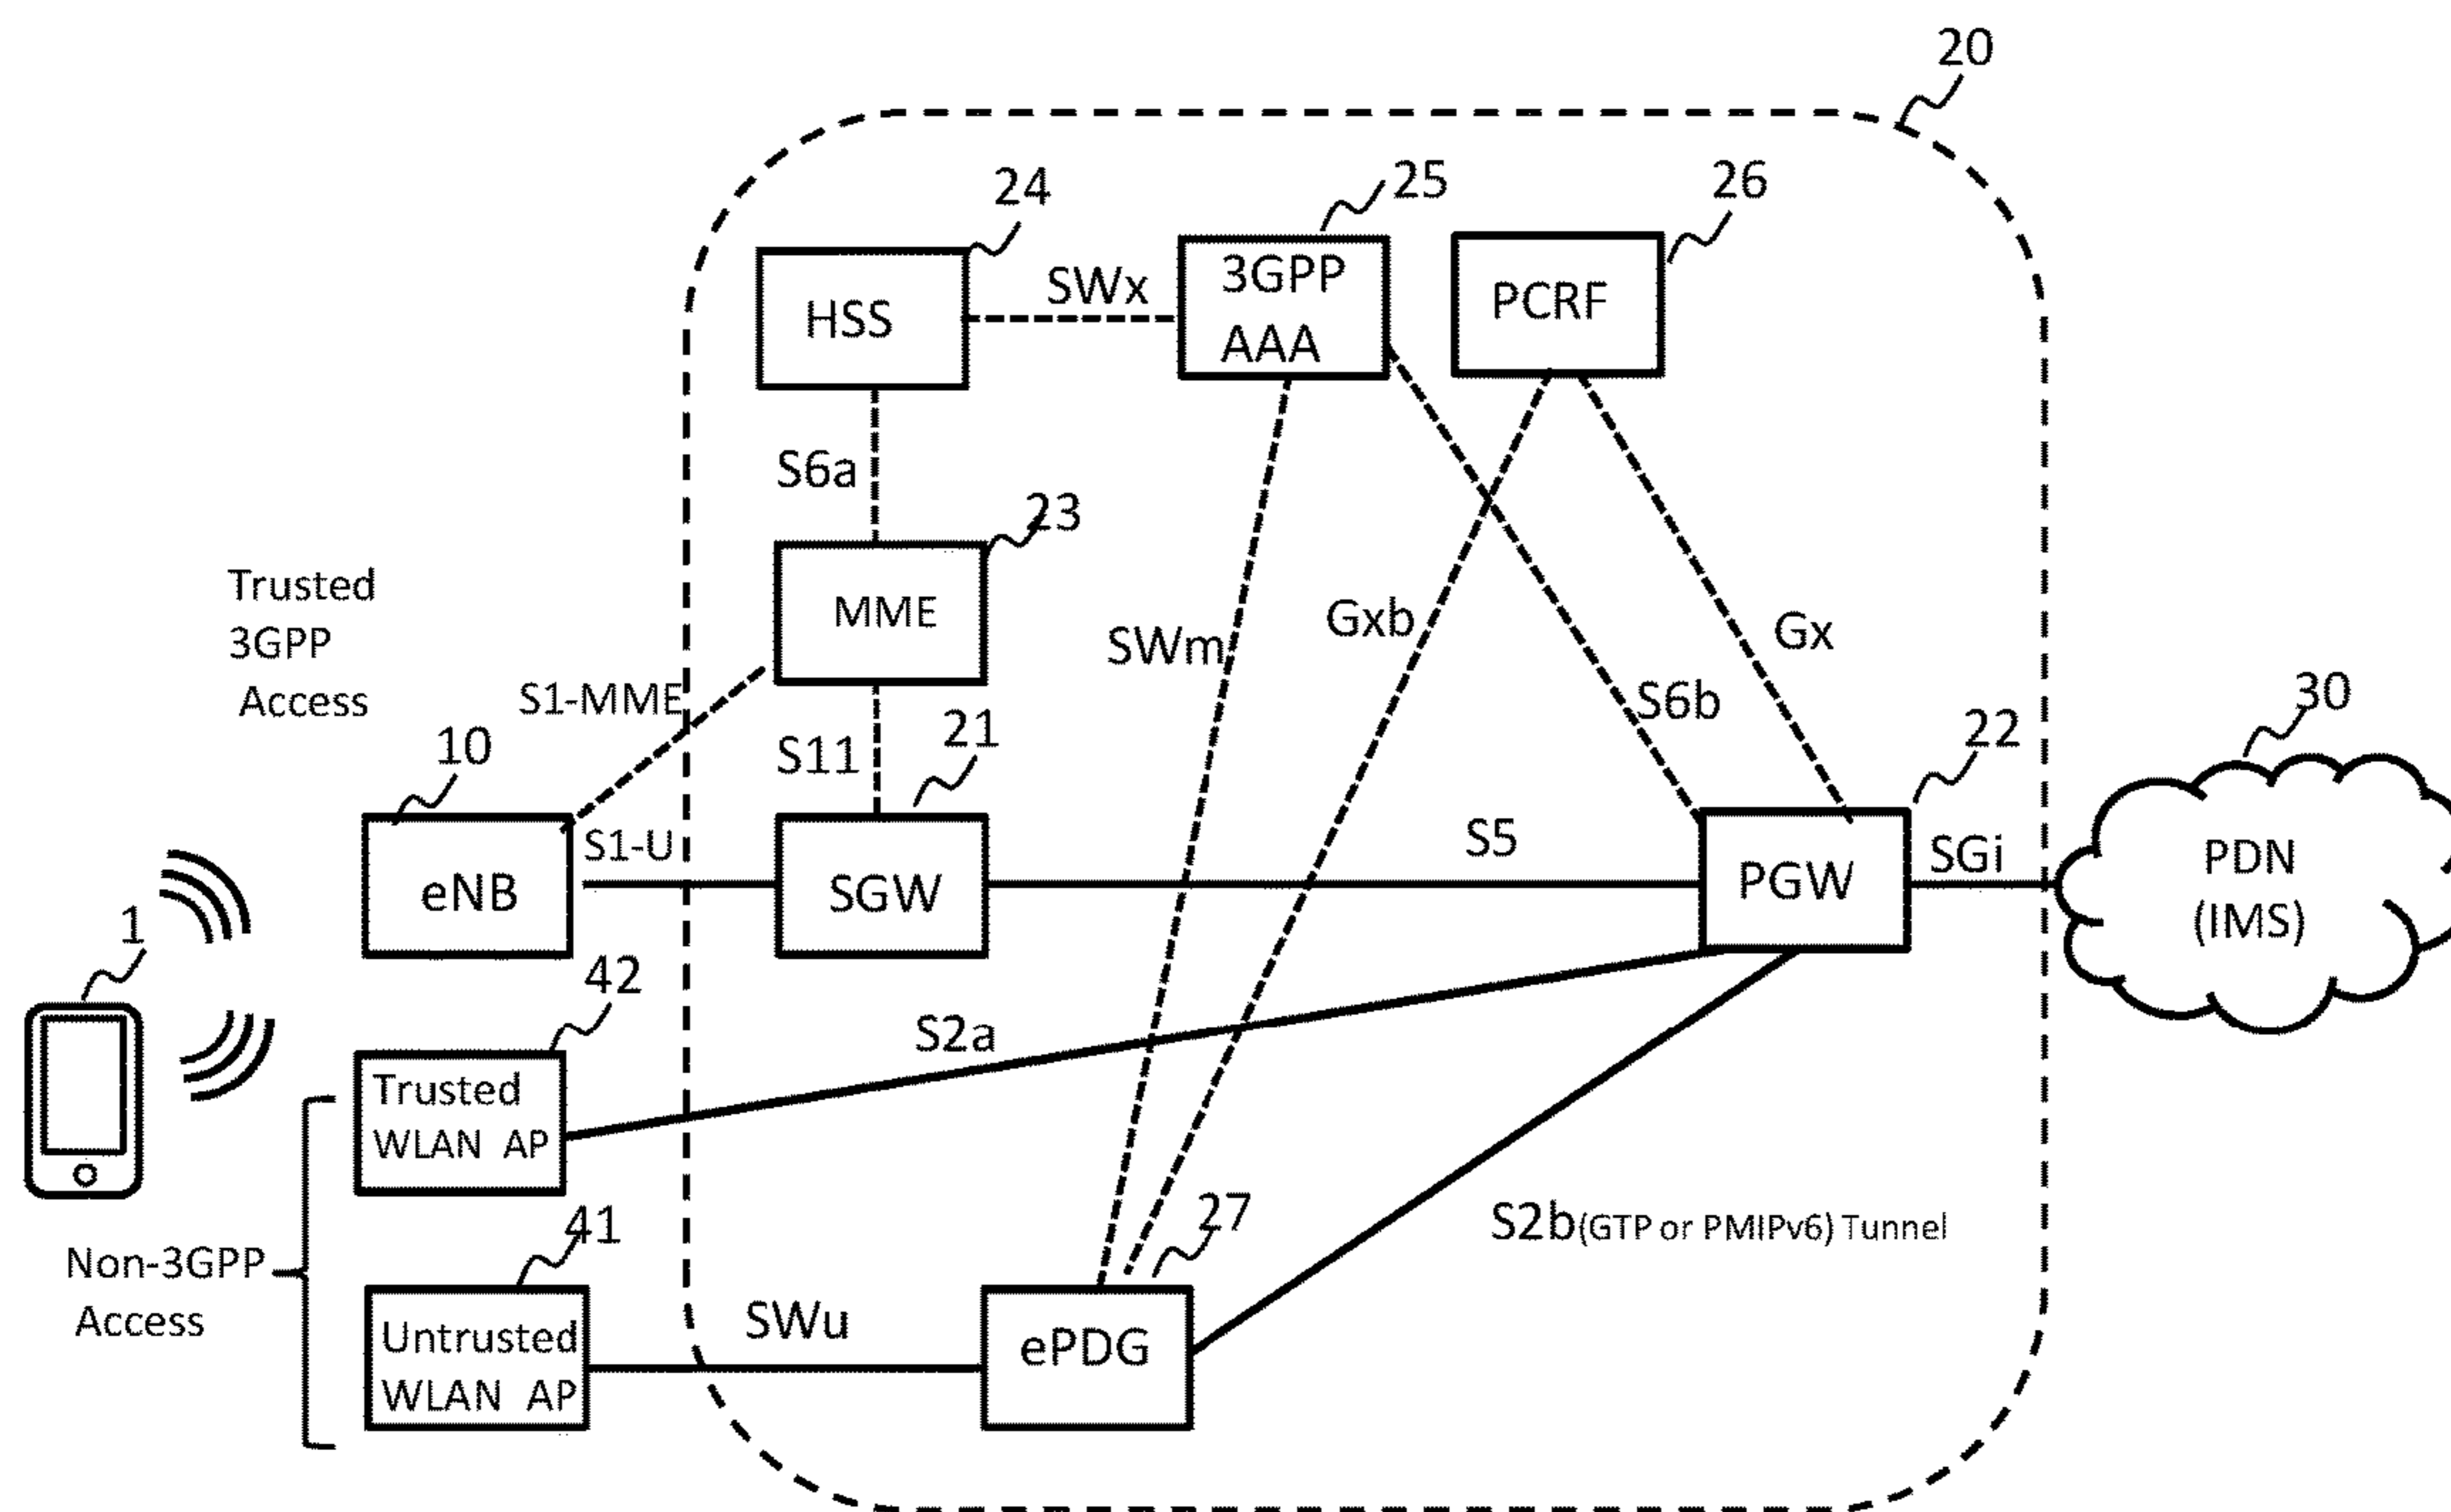 20
24
25
26
HSS
SWx
3GPP
AAA
PCRF
S6a
23
MME
Trusted
3GPP
Access
S1-MME
SWm
Gxb
Gx
S6b
30
10
S11
21
22
eNB
S1-U
SGW
S5
PGW
SGi
PDN
(IMS)
1
42
Trusted
WLAN AP
S2a
41
27
S2b(GTP or PMIPv6) Tunnel
Non-3GPP
Access
Untrusted
WLAN AP
SWu
ePDG